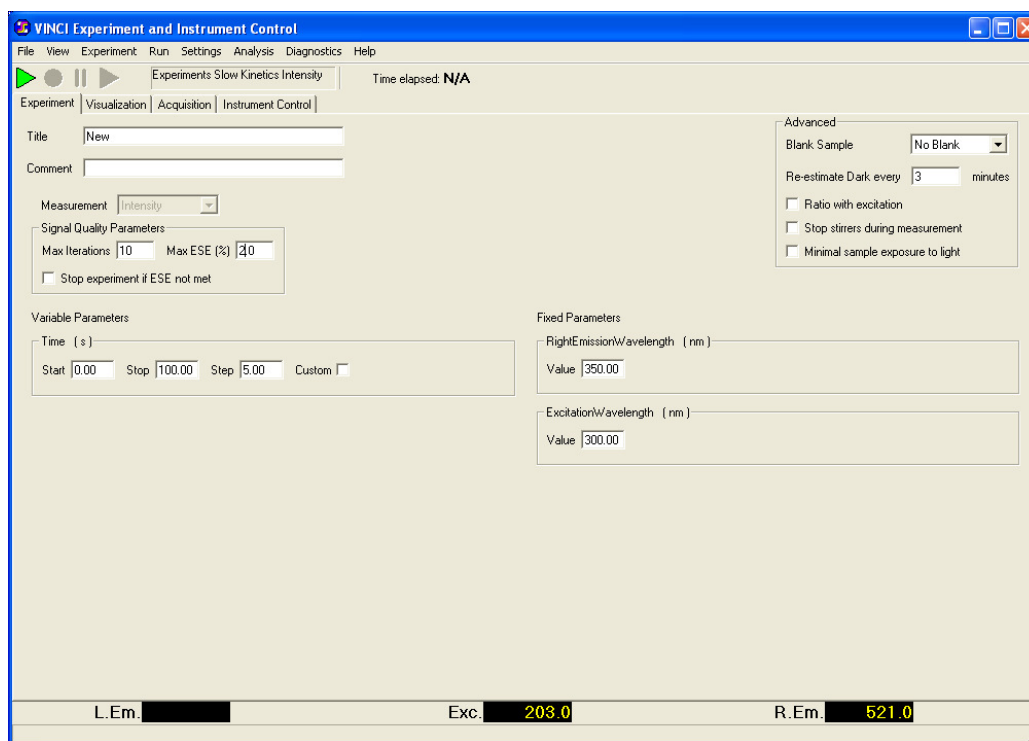 VINCI Experiment and Instrument Control
File View Experiment Run Settings Analysis Diagnostics Help
Experiments Slow Kinetics Intensity Time elapsed: N/A
Experiment Visualization Acquisition Instrument Control
Title New
Comment
Measurement Intensity
Signal Quality Parameters
Max Iterations 10 Max ESE (%) 2.0
Stop experiment if ESE not met
Advanced
Blank Sample No Blank
Re-estimate Dark every 3 minutes
Ratio with excitation
Stop stirrers during measurement
Minimal sample exposure to light
Variable Parameters
Time ( s )
Start 0.00 Stop 100.00 Step 5.00 Custom
Fixed Parameters
RightEmissionWavelength ( nm )
Value 350.00
ExcitationWavelength ( nm )
Value 300.00
L.Em. Exc. 203.0 R.Em. 521.0